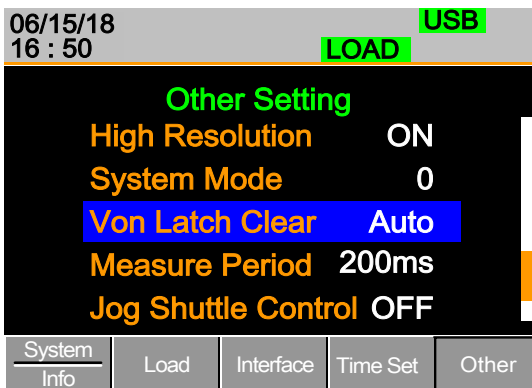 06/15/18
USB
16 : 50
LOAD
Other Setting
High Resolution ON
System Mode 0
Von Latch Clear Auto
Measure Period 200ms
Jog Shuttle Control OFF
System
Info
Load
Interface
Time Set
Other